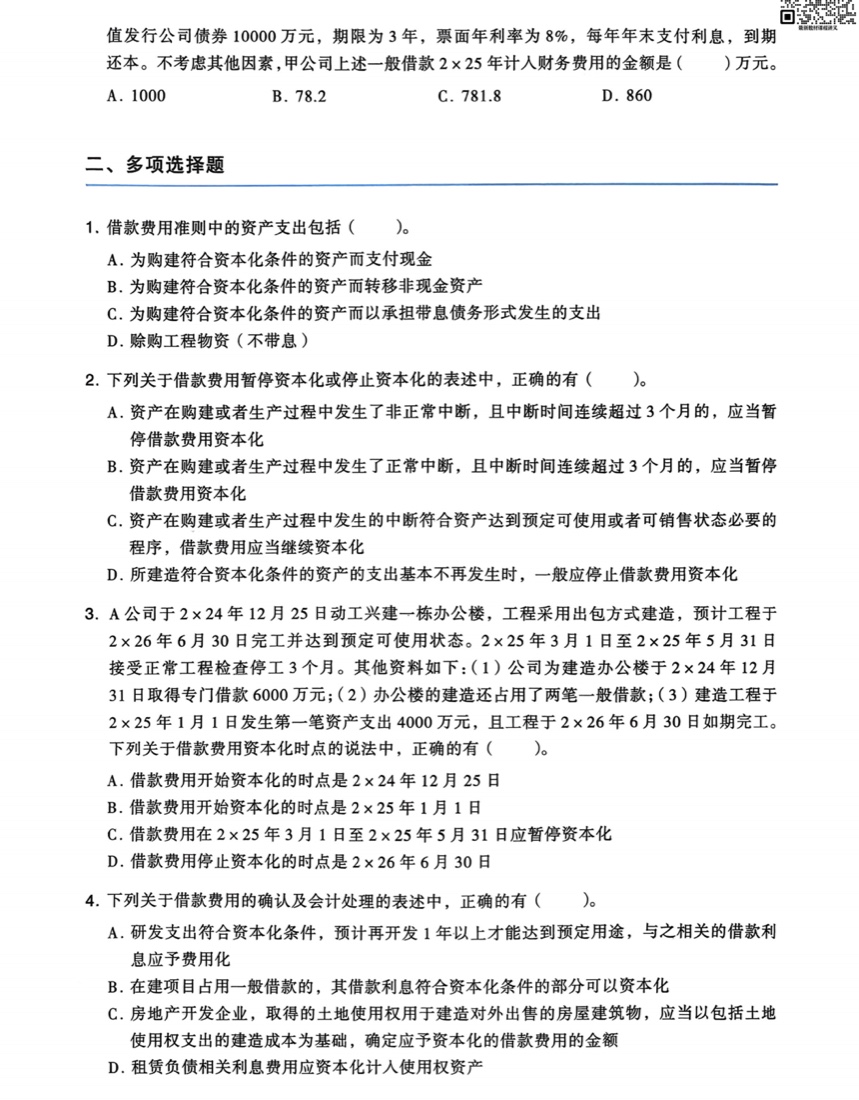 值发行公司债券 10000 万元，期限为 3 年，票面年利率为 8%，每年年末支付利息，到期
还本。不考虑其他因素，甲公司上述一般借款 2×25 年计入财务费用的金额是（　　）万元。
A. 1000　B. 78.2　C. 781.8　D. 860
二、多项选择题
1. 借款费用准则中的资产支出包括（　　）。
A. 为购建符合资本化条件的资产而支付现金
B. 为购建符合资本化条件的资产而转移非现金资产
C. 为购建符合资本化条件的资产而以承担带息债务形式发生的支出
D. 赊购工程物资（不带息）
2. 下列关于借款费用暂停资本化或停止资本化的表述中，正确的有（　　）。
A. 资产在购建或者生产过程中发生了非正常中断，且中断时间连续超过 3 个月的，应当暂
停借款费用资本化
B. 资产在购建或者生产过程中发生了正常中断，且中断时间连续超过 3 个月的，应当暂停
借款费用资本化
C. 资产在购建或者生产过程中发生的中断符合资产达到预定可使用或者可销售状态必要的
程序，借款费用应当继续资本化
D. 所建造符合资本化条件的资产的支出基本不再发生时，一般应停止借款费用资本化
3. A 公司于 2×24 年 12 月 25 日动工兴建一栋办公楼，工程采用出包方式建造，预计工程于
2×26 年 6 月 30 日完工并达到预定可使用状态。2×25 年 3 月 1 日至 2×25 年 5 月 31 日
接受正常工程检查停工 3 个月。其他资料如下：（1）公司为建造办公楼于 2×24 年 12 月
31 日取得专门借款 6000 万元；（2）办公楼的建造还占用了两笔一般借款；（3）建造工程于
2×25 年 1 月 1 日发生第一笔资产支出 4000 万元，且工程于 2×26 年 6 月 30 日如期完工。
下列关于借款费用资本化时点的说法中，正确的有（　　）。
A. 借款费用开始资本化的时点是 2×24 年 12 月 25 日
B. 借款费用开始资本化的时点是 2×25 年 1 月 1 日
C. 借款费用在 2×25 年 3 月 1 日至 2×25 年 5 月 31 日应暂停资本化
D. 借款费用停止资本化的时点是 2×26 年 6 月 30 日
4. 下列关于借款费用的确认及会计处理的表述中，正确的有（　　）。
A. 研发支出符合资本化条件，预计再开发 1 年以上才能达到预定用途，与之相关的借款利
息应予费用化
B. 在建项目占用一般借款的，其借款利息符合资本化条件的部分可以资本化
C. 房地产开发企业，取得的土地使用权用于建造对外出售的房屋建筑物，应当以包括土地
使用权支出的建造成本为基础，确定应予资本化的借款费用的金额
D. 租赁负债相关利息费用应资本化计入使用权资产